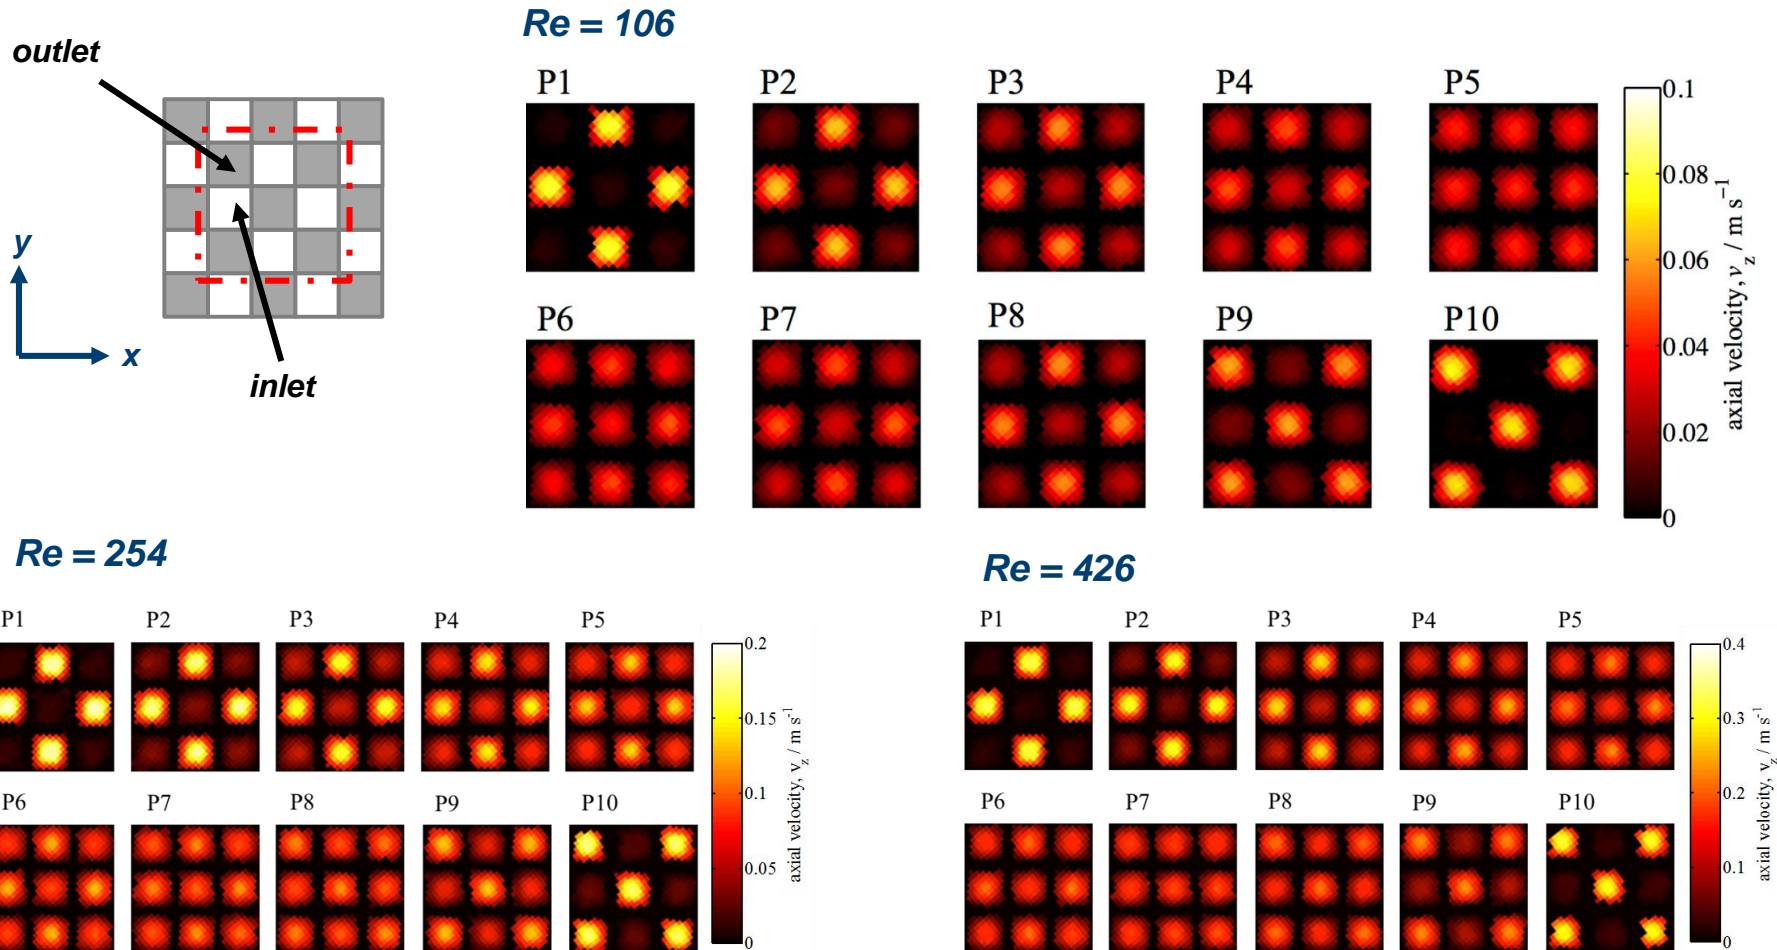 Re = 106
outlet
inlet
y
x
P1 P2 P3 P4 P5
P6 P7 P8 P9 P10
0.1
0.08
0.06
0.04
0.02
0
axial velocity, v_z / m s⁻¹
Re = 254
P1 P2 P3 P4 P5
P6 P7 P8 P9 P10
0.2
0.15
0.1
0.05
0
axial velocity, v_z / m s⁻¹
Re = 426
P1 P2 P3 P4 P5
P6 P7 P8 P9 P10
0.4
0.3
0.2
0.1
0
axial velocity, v_z / m s⁻¹